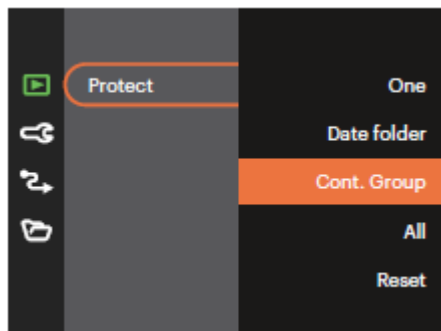 Protect
One
Date folder
Cont. Group
All
Reset